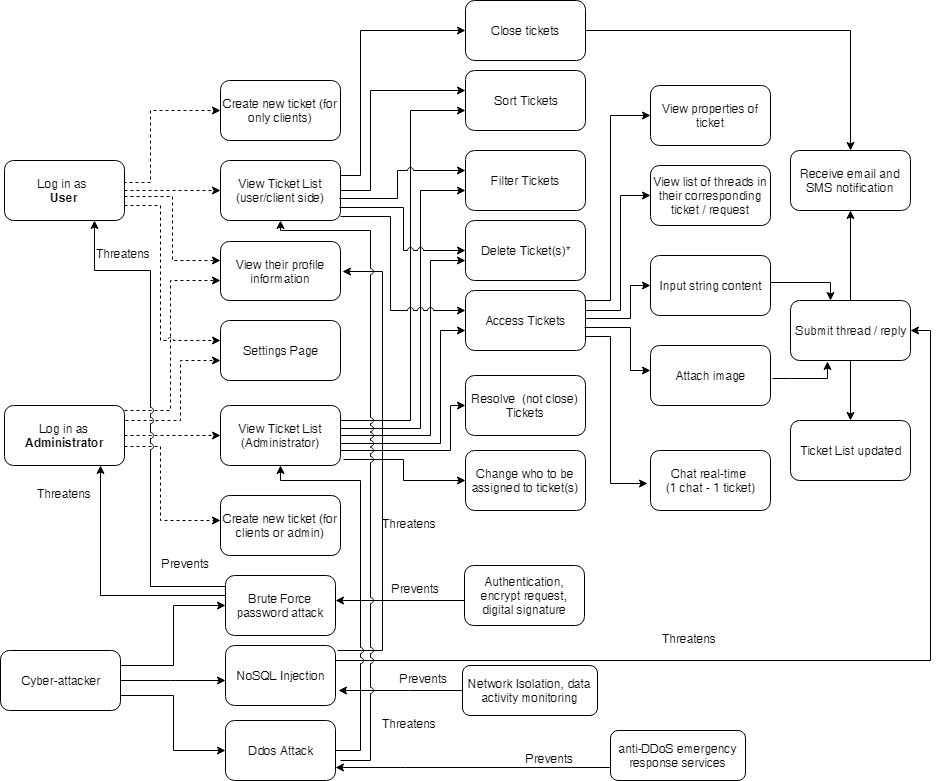 Close tickets
Sort Tickets
Create new ticket (for
only clients)
View properties of
ticket
Log in as
User
View Ticket List
(user/client side)
Filter Tickets
View list of threads in
their corresponding
ticket / request
Receive email and
SMS notification
Threatens
View their profile
information
Delete Ticket(s)*
Input string content
Settings Page
Access Tickets
Submit thread / reply
Attach image
Log in as
Administrator
View Ticket List
(Administrator)
Resolve (not close)
Tickets
Ticket List updated
Threatens
Change who to be
assigned to ticket(s)
Chat real-time
(1 chat - 1 ticket)
Create new ticket (for
clients or admin)
Threatens
Prevents
Brute Force
password attack
Prevents
Authentication,
encrypt request,
digital signature
Threatens
Cyber-attacker
NoSQL Injection
Prevents
Network Isolation, data
activity monitoring
Threatens
Ddos Attack
Prevents
anti-DDoS emergency
response services